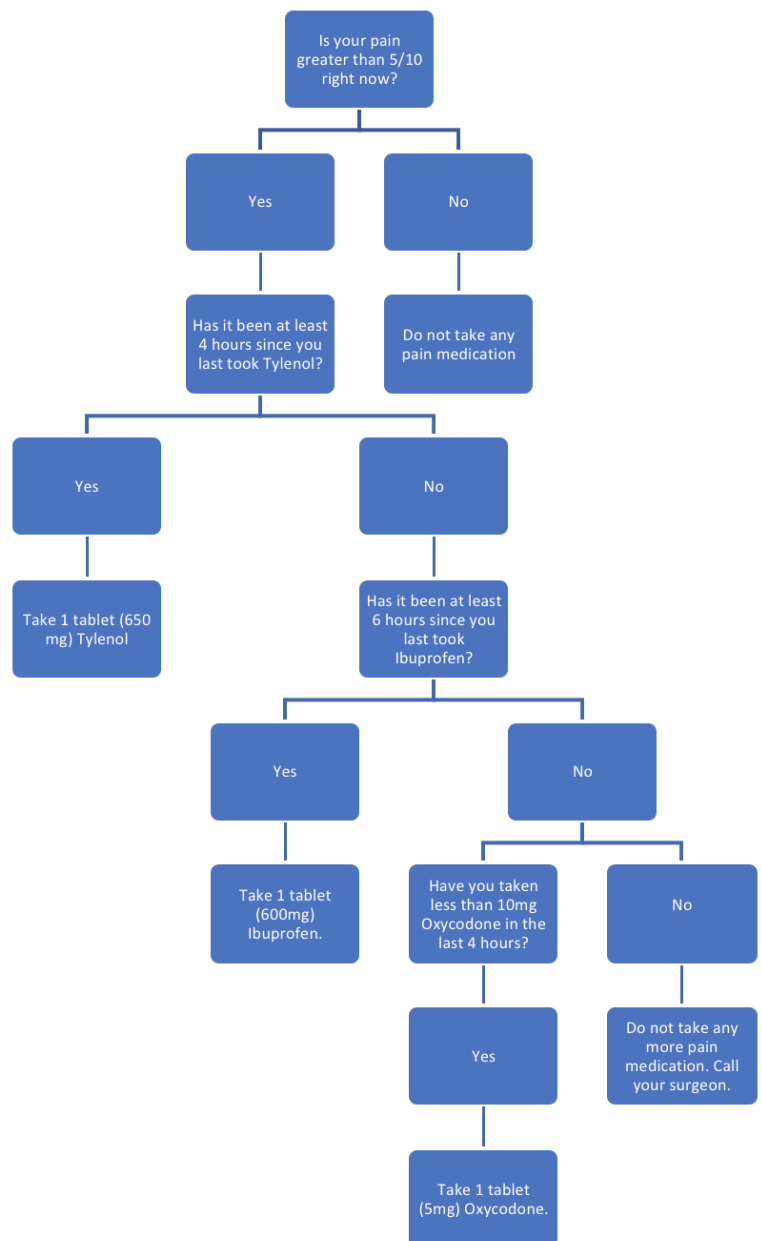 Is your pain
greater than 5/10
right now?
Yes
No
Has it been at least
4 hours since you
last took Tylenol?
Do not take any
pain medication
Yes
No
Take 1 tablet (650
mg) Tylenol
Has it been at least
6 hours since you
last took
Ibuprofen?
Yes
No
Take 1 tablet
(600mg)
Ibuprofen.
Have you taken
less than 10mg
Oxycodone in the
last 4 hours?
No
Yes
Do not take any
more pain
medication. Call
your surgeon.
Take 1 tablet
(5mg) Oxycodone.